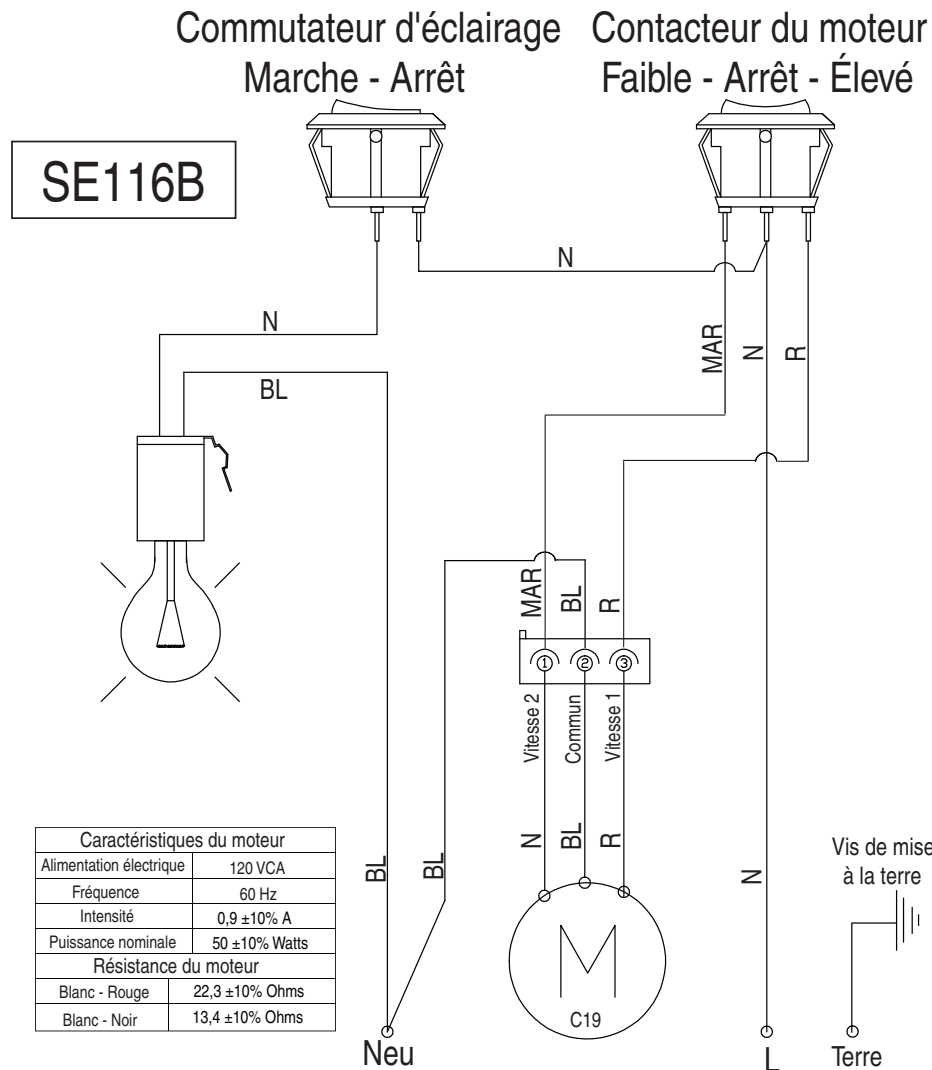 Commutateur d'éclairage
Marche - Arrêt
Contacteur du moteur
Faible - Arrêt - Élevé
SE116B
N
N
BL
MAR
N
R
MAR
BL
R
1
2
3
Vitesse 2
Commun
Vitesse 1
N
BL
R
M
C19
BL
BL
N
Vis de mise
à la terre
Caractéristiques du moteur
Alimentation électrique 120 VCA
Fréquence 60 Hz
Intensité 0,9 ±10% A
Puissance nominale 50 ±10% Watts
Résistance du moteur
Blanc - Rouge 22,3 ±10% Ohms
Blanc - Noir 13,4 ±10% Ohms
Neu
L
Terre